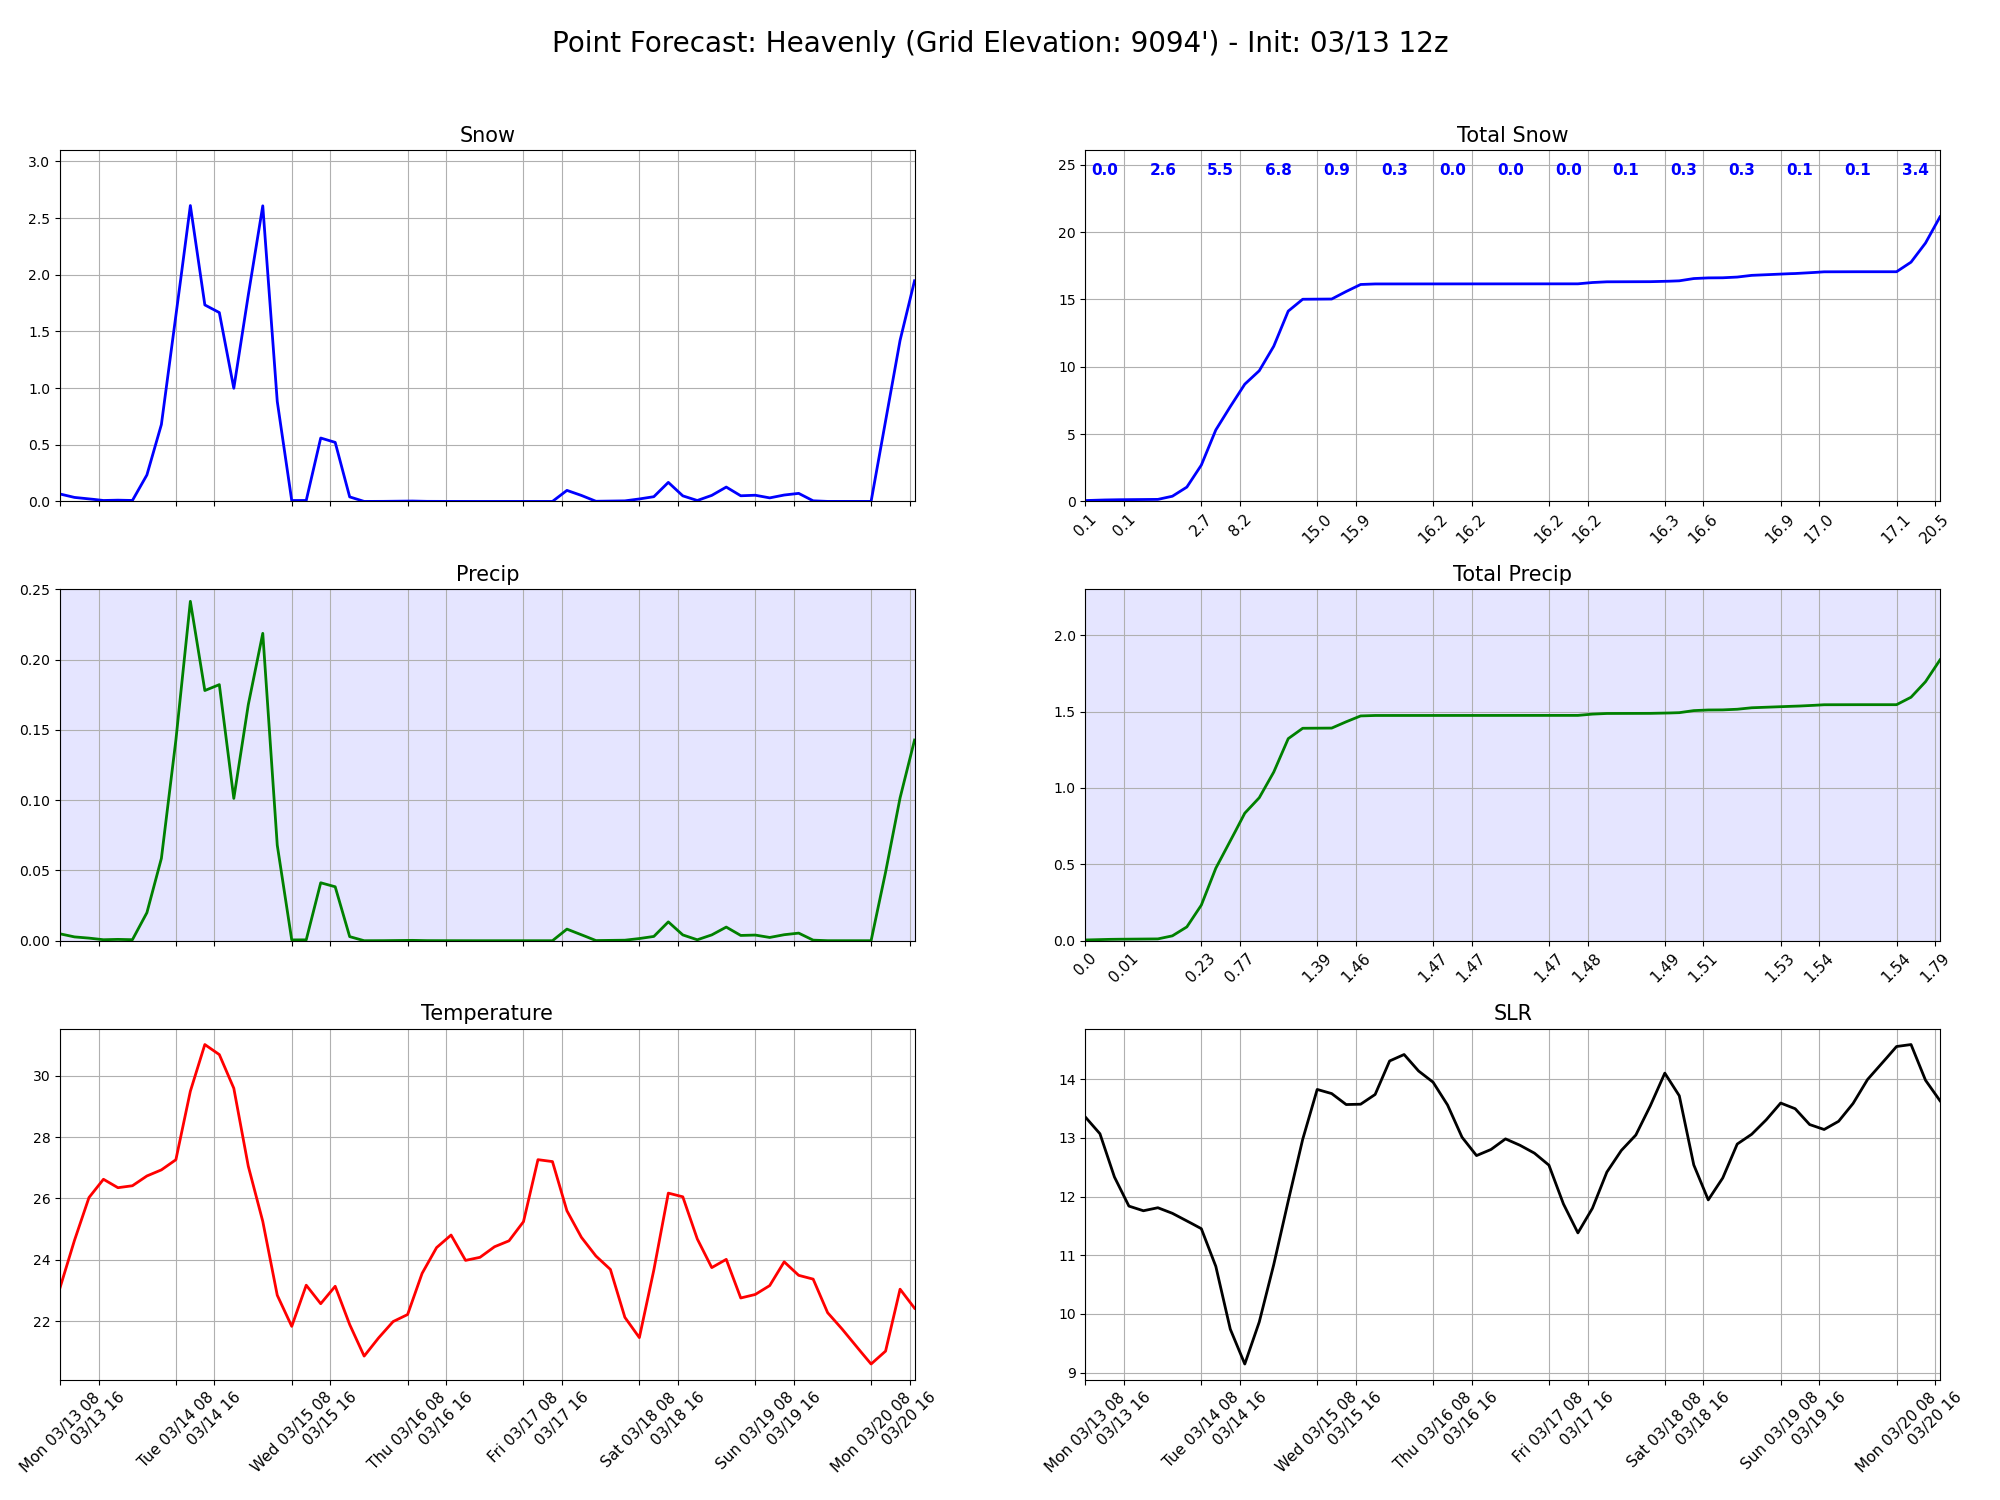 Point Forecast: Heavenly (Grid Elevation: 9094') - Init: 03/13 12z
Snow
3.0
2.5
2.0
1.5
1.0
0.5
0.0
Total Snow
25
20
15
10
5
0
0.0 2.6 5.5 6.8 0.9 0.3 0.0 0.0 0.0 0.1 0.3 0.3 0.1 0.1 3.4
0.1 0.1 2.7 8.2 15.0 15.9 16.2 16.2 16.2 16.2 16.3 16.6 16.9 17.0 17.1 20.5
Precip
0.25
0.20
0.15
0.10
0.05
0.00
Total Precip
2.0
1.5
1.0
0.5
0.0
0.0 0.01 0.23 0.77 1.39 1.46 1.47 1.47 1.47 1.48 1.49 1.51 1.53 1.54 1.54 1.79
Temperature
30
28
26
24
22
Mon 03/13 08
03/13 16
Tue 03/14 08
03/14 16
Wed 03/15 08
03/15 16
Thu 03/16 08
03/16 16
Fri 03/17 08
03/17 16
Sat 03/18 08
03/18 16
Sun 03/19 08
03/19 16
Mon 03/20 08
03/20 16
SLR
14
13
12
11
10
9
Mon 03/13 08
03/13 16
Tue 03/14 08
03/14 16
Wed 03/15 08
03/15 16
Thu 03/16 08
03/16 16
Fri 03/17 08
03/17 16
Sat 03/18 08
03/18 16
Sun 03/19 08
03/19 16
Mon 03/20 08
03/20 16